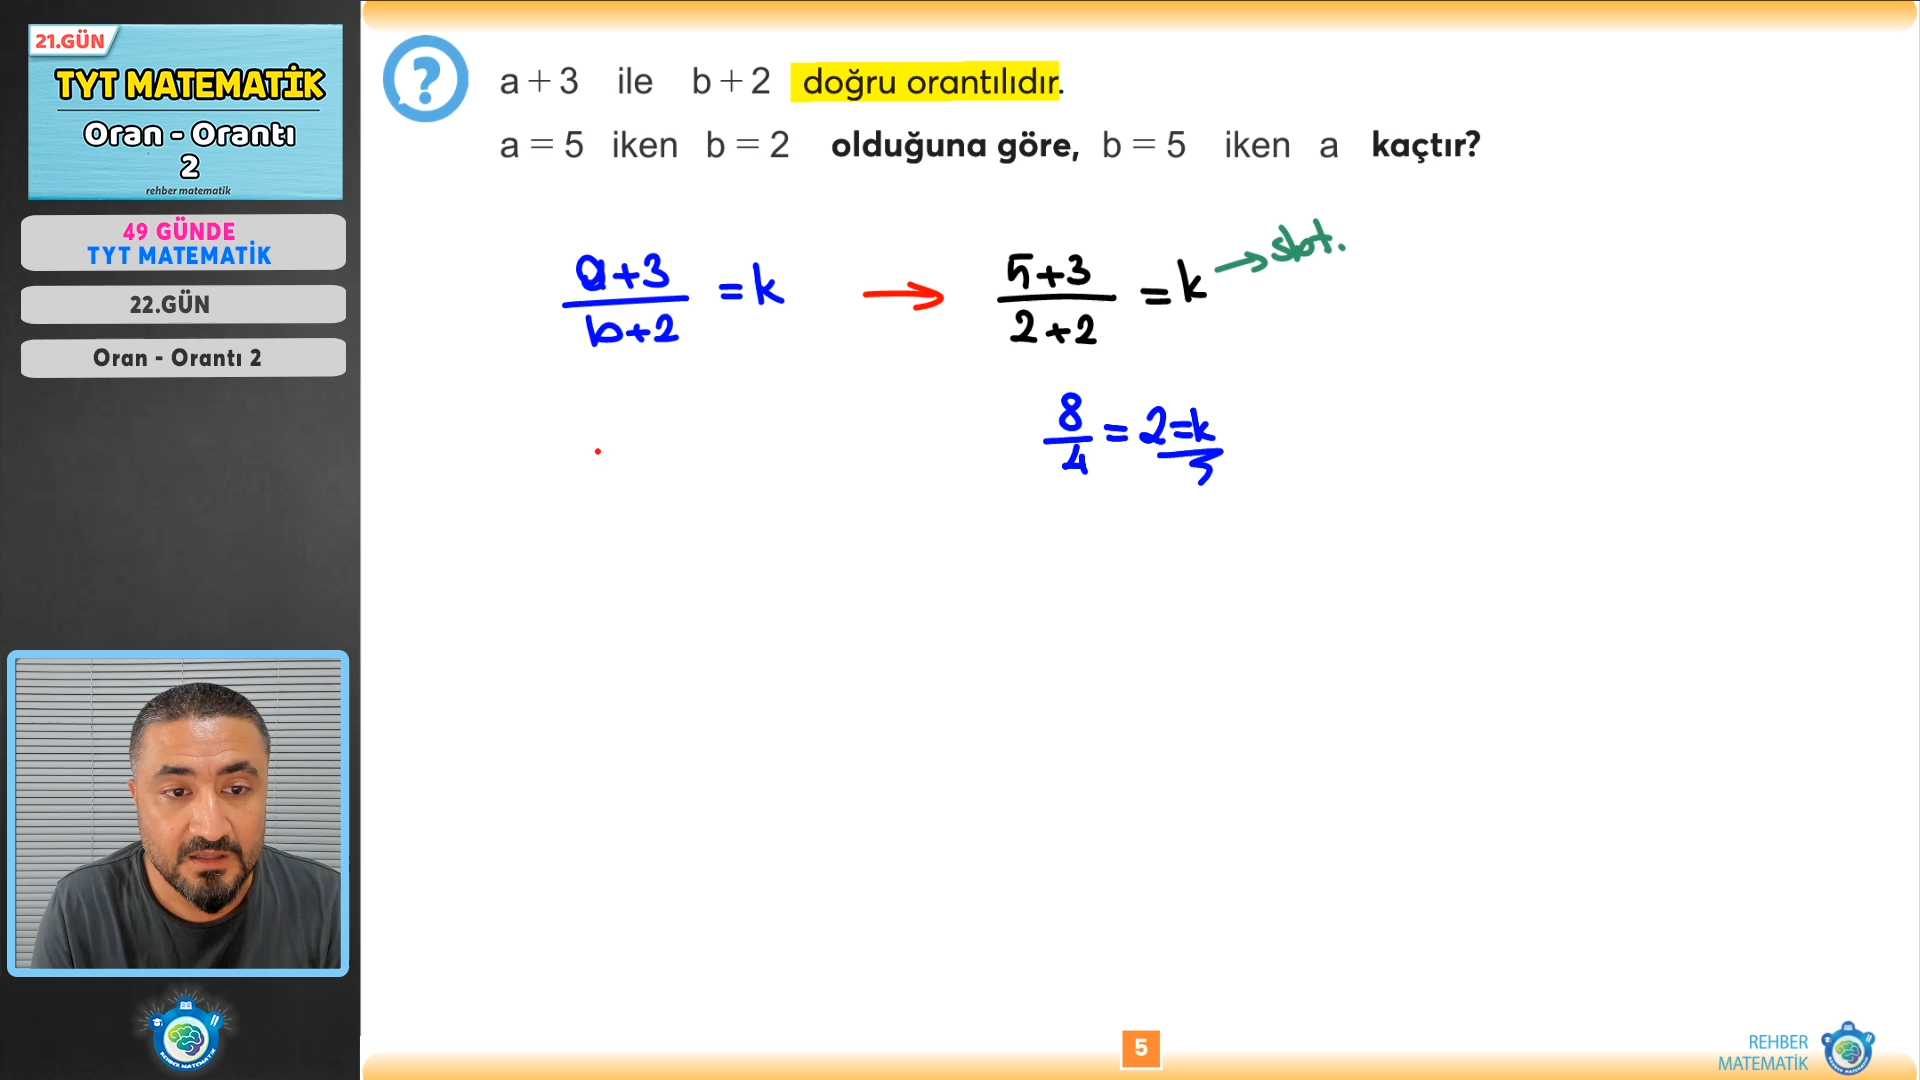 21.GÜN
TYT MATEMATİK
Oran - Orantı
2
rehber matematik
49 GÜNDE
TYT MATEMATİK
22.GÜN
Oran - Orantı 2
?
a + 3 ile b + 2 doğru orantılıdır.
a = 5 iken b = 2 olduğuna göre, b = 5 iken a kaçtır?
a+3
b+2
= k
5+3
2+2
= k
8
4
= 2 = k
5
REHBER
MATEMATİK
REHBER MATEMATİK